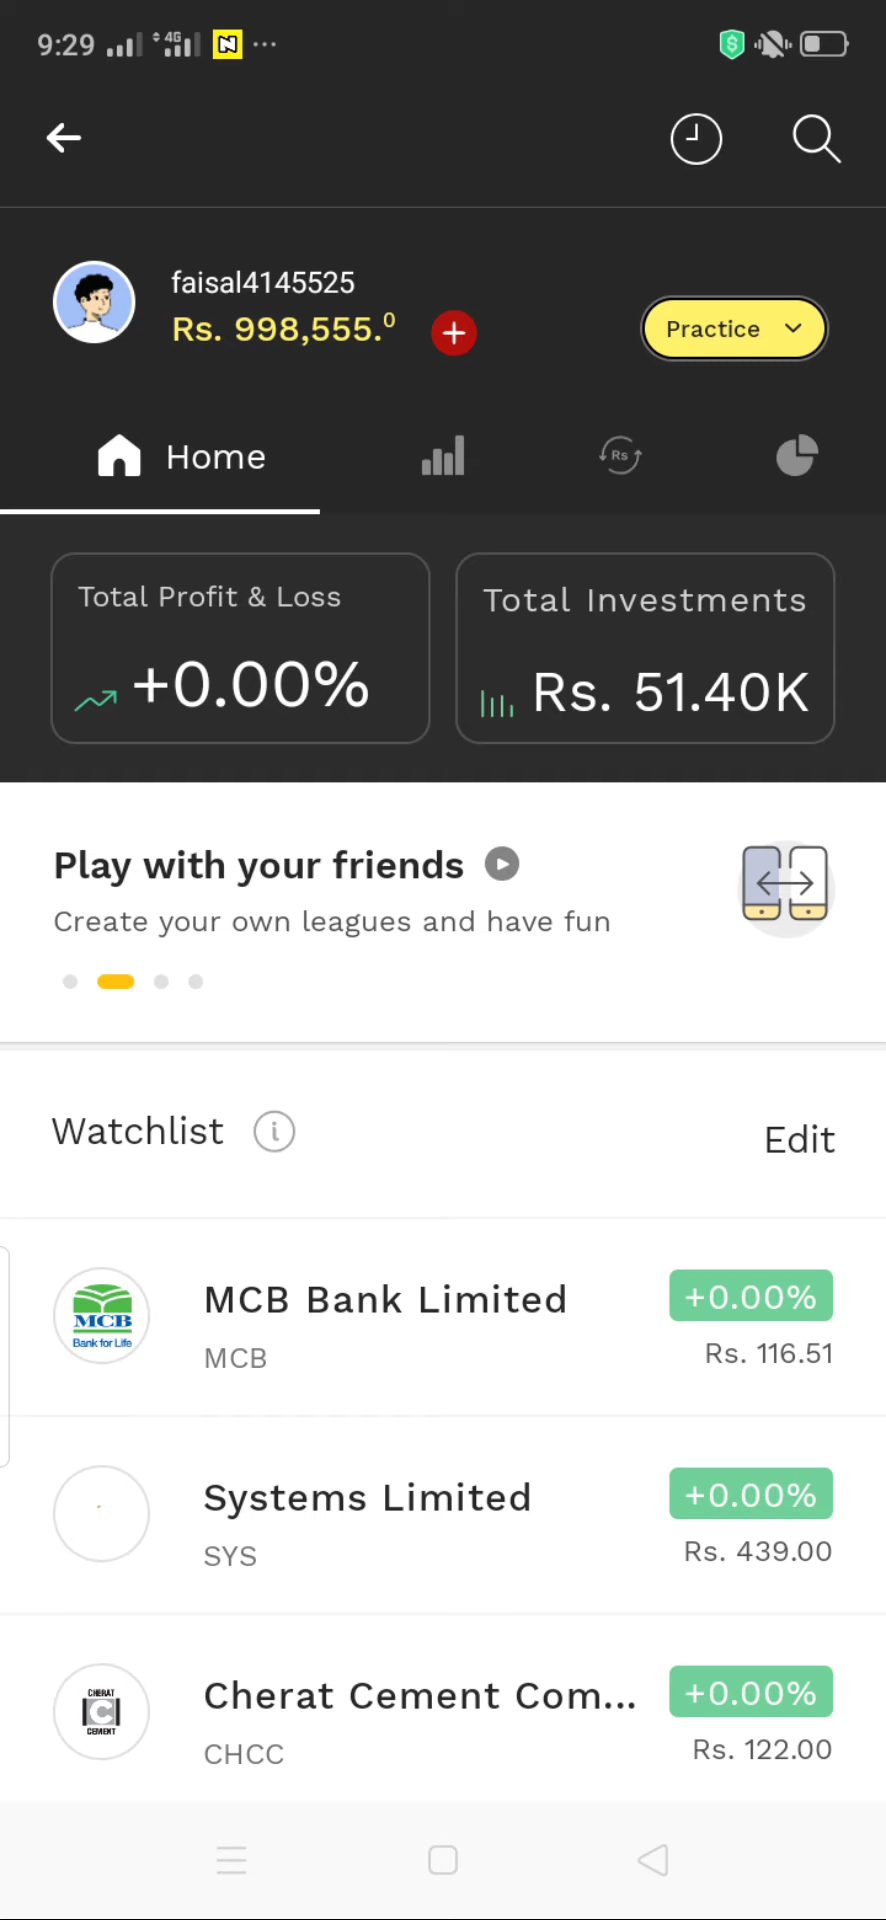 9:29 4G N ...
faisal4145525
Rs. 998,555.0
Practice
Home
Rs
Total Profit & Loss
+0.00%
Total Investments
Rs. 51.40K
Play with your friends
Create your own leagues and have fun
Watchlist i
Edit
MCB
Bank for Life
MCB Bank Limited
+0.00%
MCB
Rs. 116.51
Systems Limited
+0.00%
SYS
Rs. 439.00
CHERAT
C
CEMENT
Cherat Cement Com...
+0.00%
CHCC
Rs. 122.00